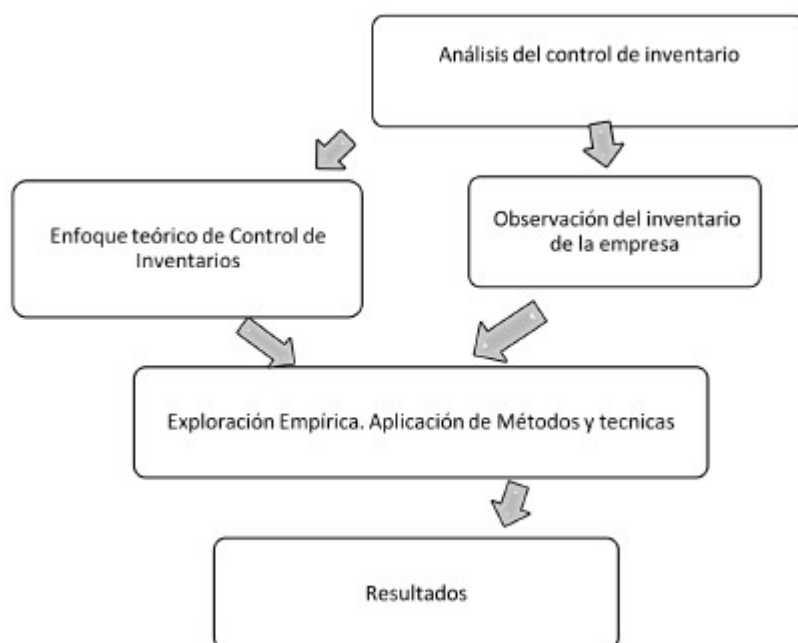 Análisis del control de inventario
Enfoque teórico de Control de
Inventarios
Observación del inventario
de la empresa
Exploración Empírica. Aplicación de Métodos y tecnicas
Resultados